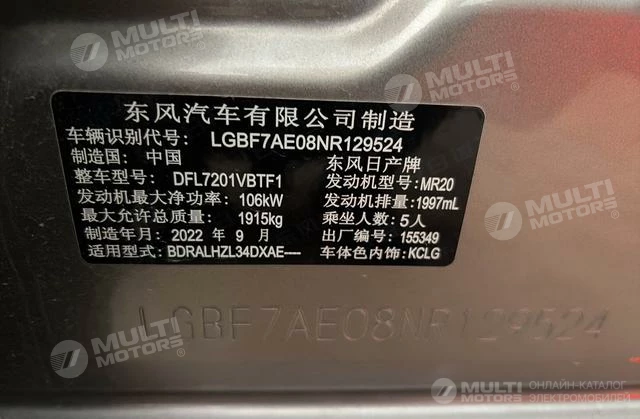 MULTI MOTORS®
MULTI MOTORS®
MULTI MOTORS®
东风汽车有限公司制造
车辆识别代号: LGBF7AE08NR129524
制造国: 中国 东风日产牌
整车型号: DFL7201VBTF1 发动机型号: MR20
发动机最大净功率: 106kW 发动机排量: 1997mL
最大允许总质量: 1915kg 乘坐人数: 5人
制造年月: 2022 年 9 月 出厂编号: 155349
适用型式: BDRALHZL34DXAE---- 车体色内饰: KCLG
LGBF7AE08NR129524
MULTI MOTORS®
MULTI MOTORS
ОНЛАЙН-КАТАЛОГ
ЭЛЕКТРОМОБИЛЕЙ